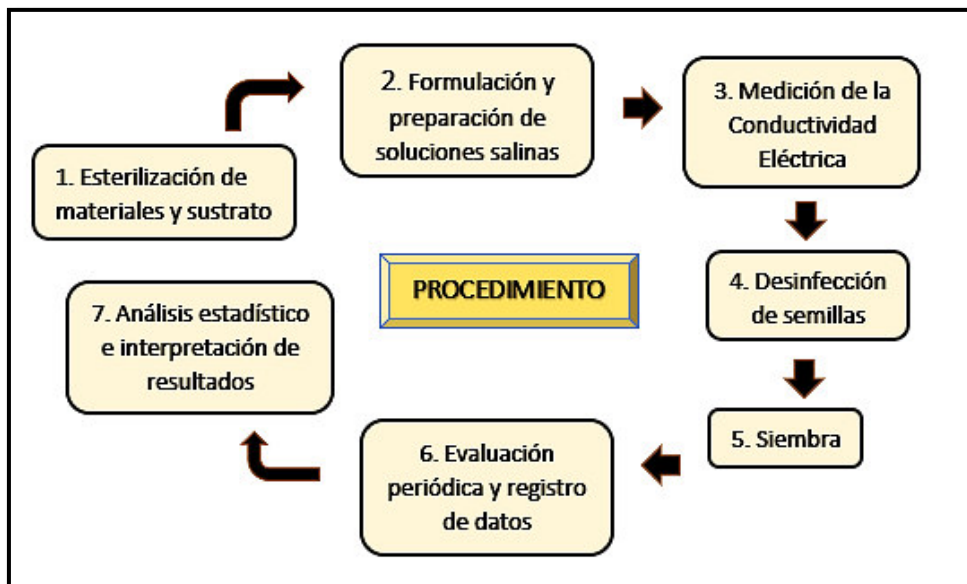 1. Esterilización de
materiales y sustrato
2. Formulación y
preparación de
soluciones salinas
3. Medición de la
Conductividad
Eléctrica
4. Desinfección
de semillas
5. Siembra
6. Evaluación
periódica y registro
de datos
7. Análisis estadístico
e interpretación de
resultados
PROCEDIMIENTO